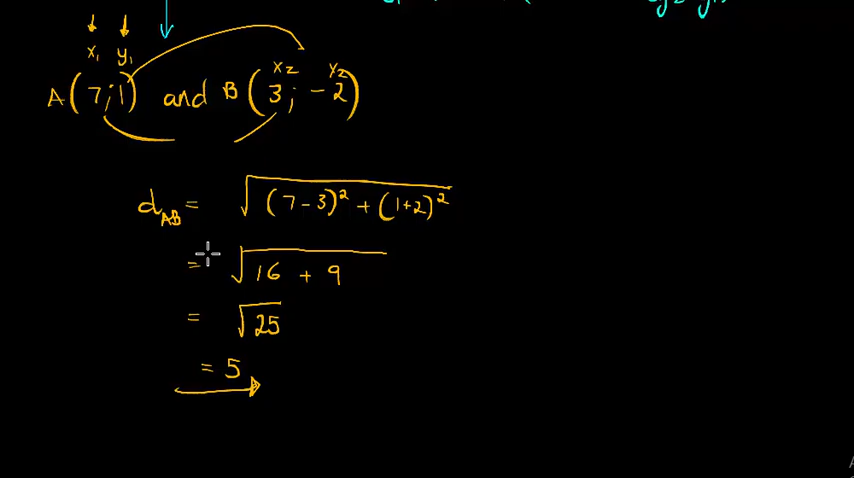 x₁ y₁ x₂ y₂
A(7;1) and B(3;-2)
d_AB = √(7-3)² + (1+2)²
= √16 + 9
= √25
= 5